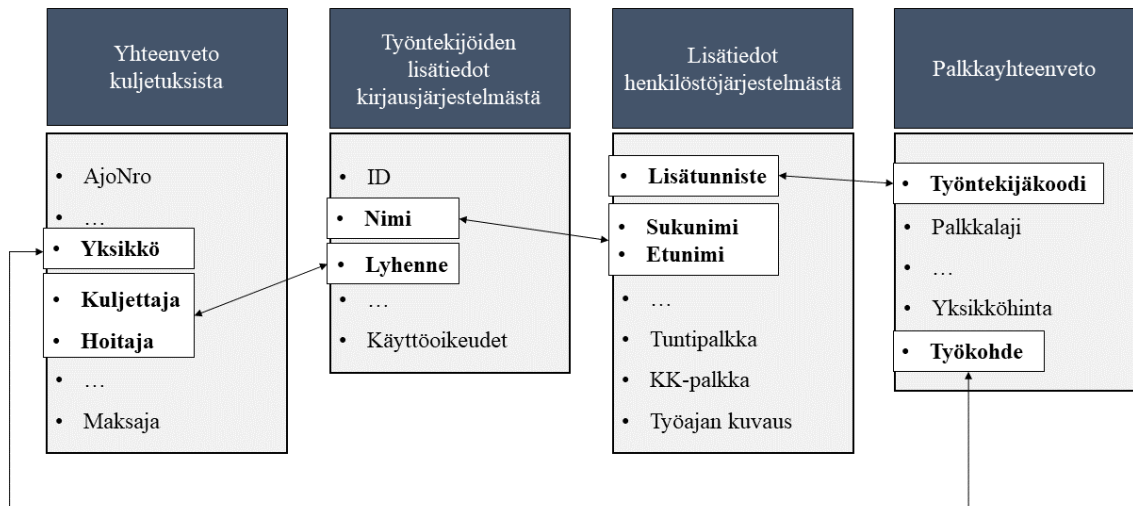 Yhteenveto
kuljetuksista
• AjoNro
• …
• Yksikkö
• Kuljettaja
• Hoitaja
• …
• Maksaja
Työntekijöiden
lisätiedot
kirjausjärjestelmästä
• ID
• Nimi
• Lyhenne
• …
• Käyttöoikeudet
Lisätiedot
henkilöstöjärjestelmästä
• Lisätunniste
• Sukunimi
• Etunimi
• …
• Tuntipalkka
• KK-palkka
• Työajan kuvaus
Palkkayhteenveto
• Työntekijäkoodi
• Palkkalaji
• …
• Yksikköhinta
• Työkohde